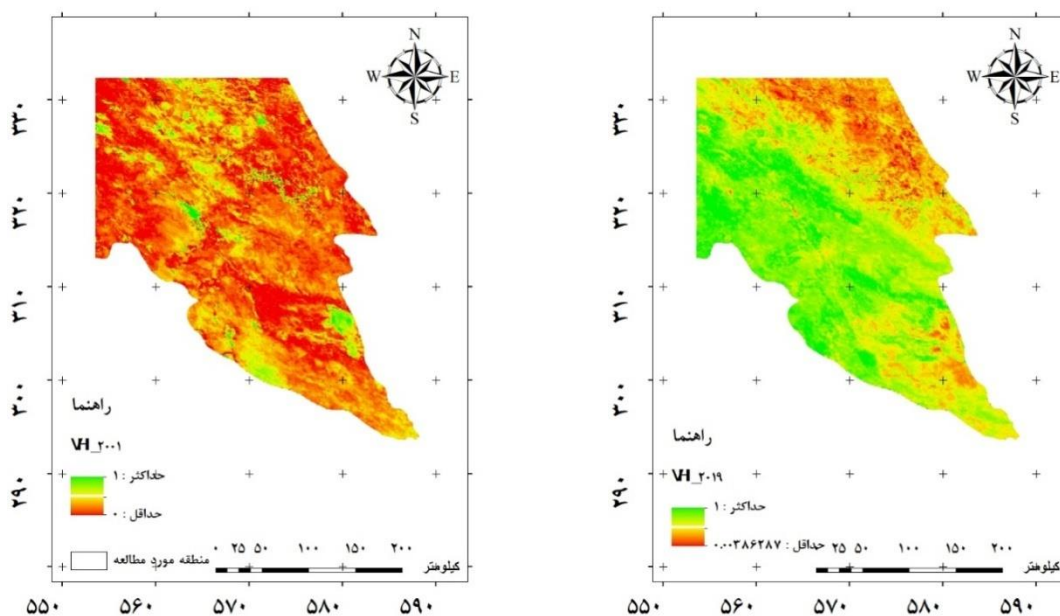 N
W E
S
۳۳۰
۳۲۰
۳۱۰
۳۰۰
۲۹۰
راهنما
VHI_۲۰۰۱
حداکثر : ۱
حداقل : ۰
منطقه مورد مطالعه
۰ ۲۵ ۵۰ ۱۰۰ ۱۵۰ ۲۰۰
کیلومتر
۵۵۰ ۵۶۰ ۵۷۰ ۵۸۰ ۵۹۰
N
W E
S
۳۳۰
۳۲۰
۳۱۰
۳۰۰
۲۹۰
راهنما
VHI_۲۰۱۹
حداکثر : ۱
حداقل : ۰.۰۰۳۸۶۲۸۷
۰ ۲۵ ۵۰ ۱۰۰ ۱۵۰ ۲۰۰
کیلومتر
۵۵۰ ۵۶۰ ۵۷۰ ۵۸۰ ۵۹۰